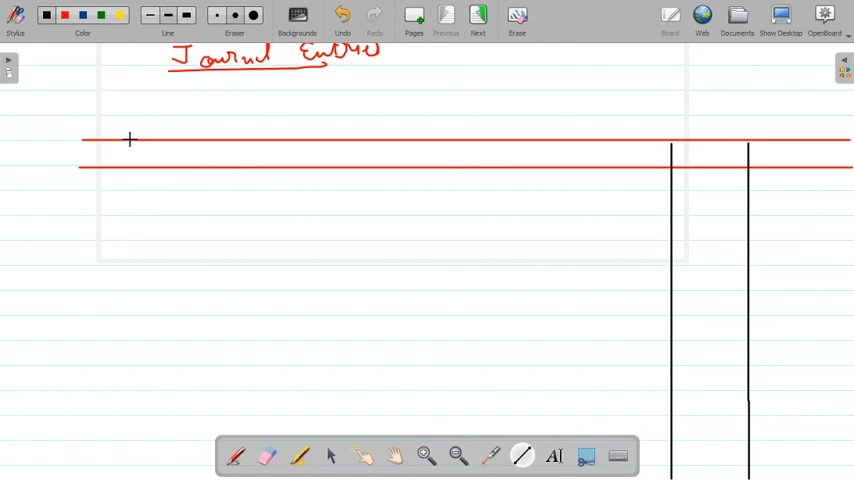 Stylus
Color
Line
Eraser
Backgrounds
Undo
Redo
Pages
Previous
Next
Erase
Board
Web
Documents
Show Desktop
OpenBoard
Journal Entries
AI